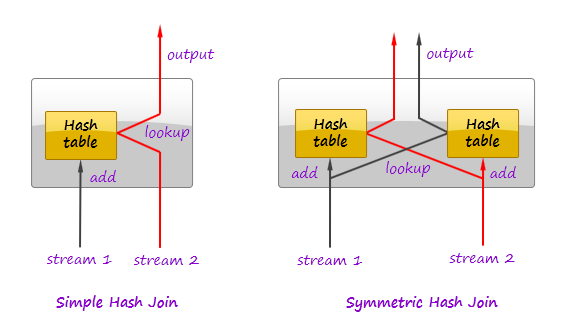 output
Hash
table
lookup
add
stream 1
stream 2
Simple Hash Join
output
Hash
table
Hash
table
add
lookup
add
stream 1
stream 2
Symmetric Hash Join